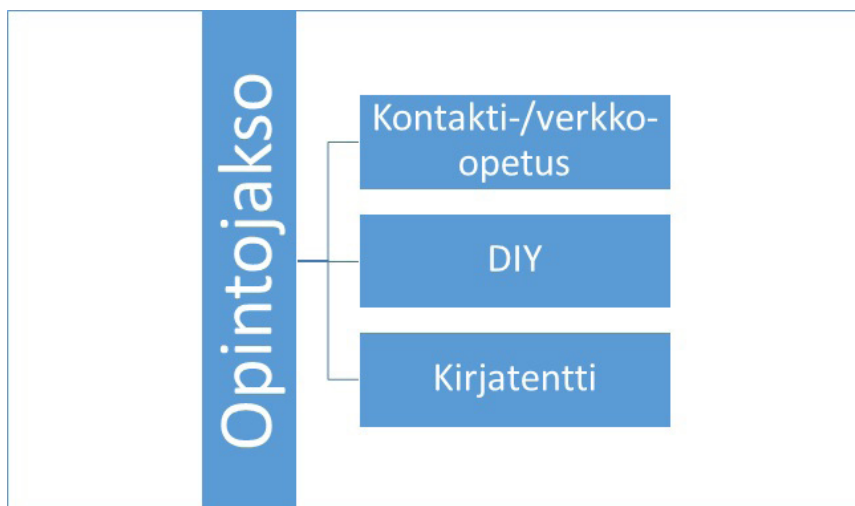 Opintojakso
Kontakti-/verkko-
opetus
DIY
Kirjatentti